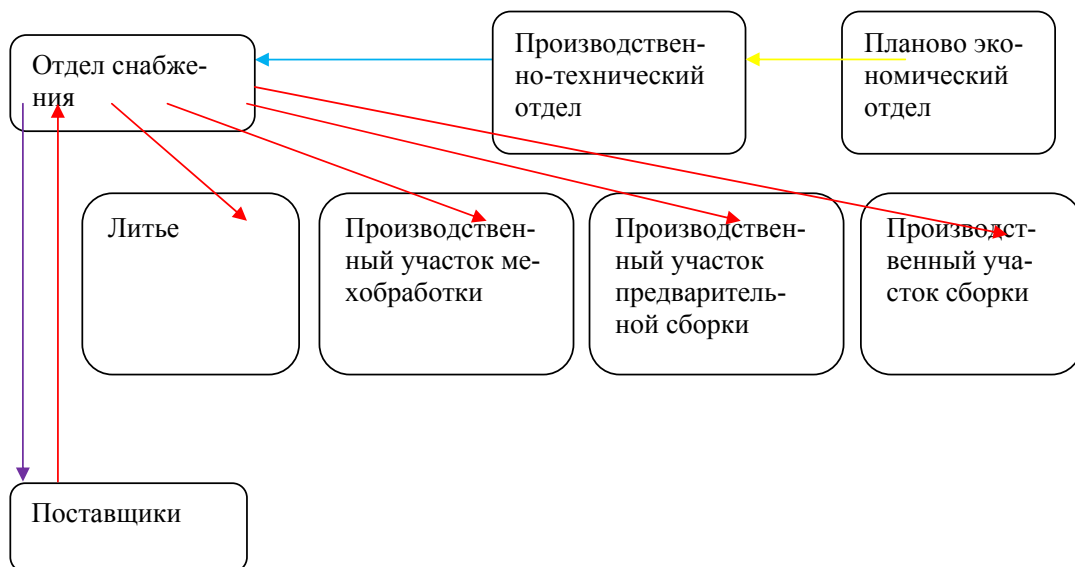 Отдел снабже-
ния
Производствен-
но-технический
отдел
Планово эко-
номический
отдел
Литье
Производствен-
ный участок ме-
хобработки
Производствен-
ный участок
предваритель-
ной сборки
Производст-
венный уча-
сток сборки
Поставщики